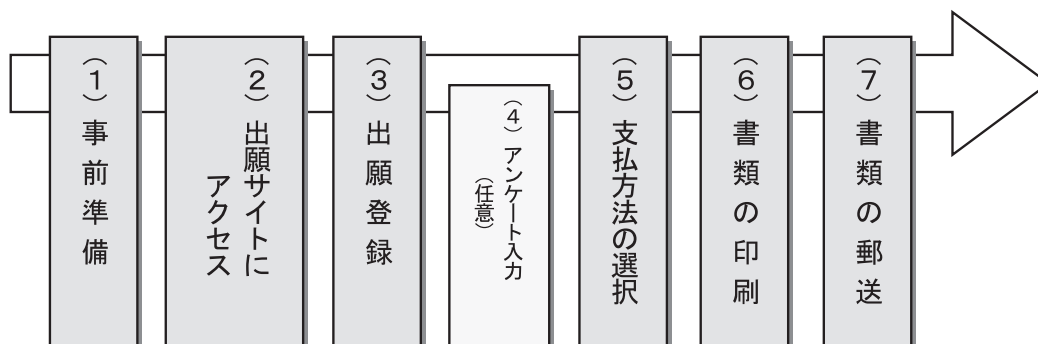 （1）事前準備
（2）出願サイトに
アクセス
（3）出願登録
（4）アンケート入力
（任意）
（5）支払方法の選択
（6）書類の印刷
（7）書類の郵送